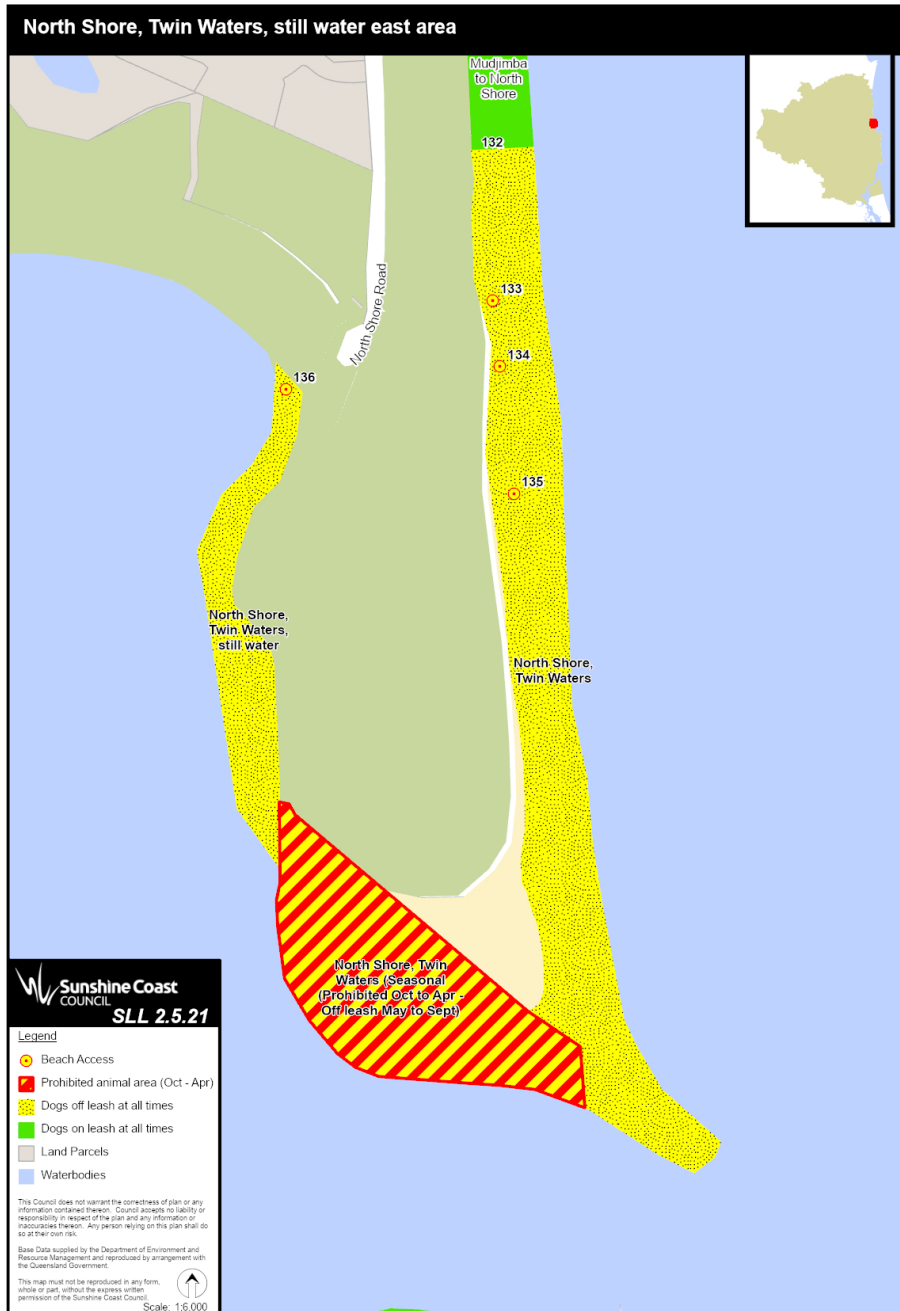 North Shore, Twin Waters, still water east area
Mudjimba
to North
Shore
132
133
North Shore Road
134
136
135
North Shore,
Twin Waters,
still water
North Shore,
Twin Waters
North Shore, Twin
Waters (Seasonal
(Prohibited Oct to Apr -
Off leash May to Sept)
Sunshine Coast
COUNCIL
SLL 2.5.21
Legend
Beach Access
Prohibited animal area (Oct - Apr)
Dogs off leash at all times
Dogs on leash at all times
Land Parcels
Waterbodies
This Council does not warrant the correctness of plan or any
information contained thereon. Council accepts no liability or
responsibility in respect of the plan and any information or
inaccuracies thereon. Any person relying on this plan shall do
so at their own risk.
Base Data supplied by the Department of Environment and
Resource Management and reproduced by arrangement with
the Queensland Government.
This map must not be reproduced in any form,
whole or part, without the express written
permission of the Sunshine Coast Council.
Scale: 1:6,000